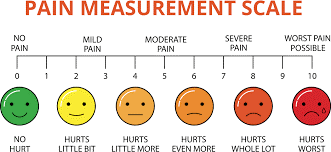 PAIN MEASUREMENT SCALE
NO PAIN
MILD PAIN
MODERATE PAIN
SEVERE PAIN
WORST PAIN POSSIBLE
0 1 2 3 4 5 6 7 8 9 10
NO HURT
HURTS LITTLE BIT
HURTS LITTLE MORE
HURTS EVEN MORE
HURTS WHOLE LOT
HURTS WORST